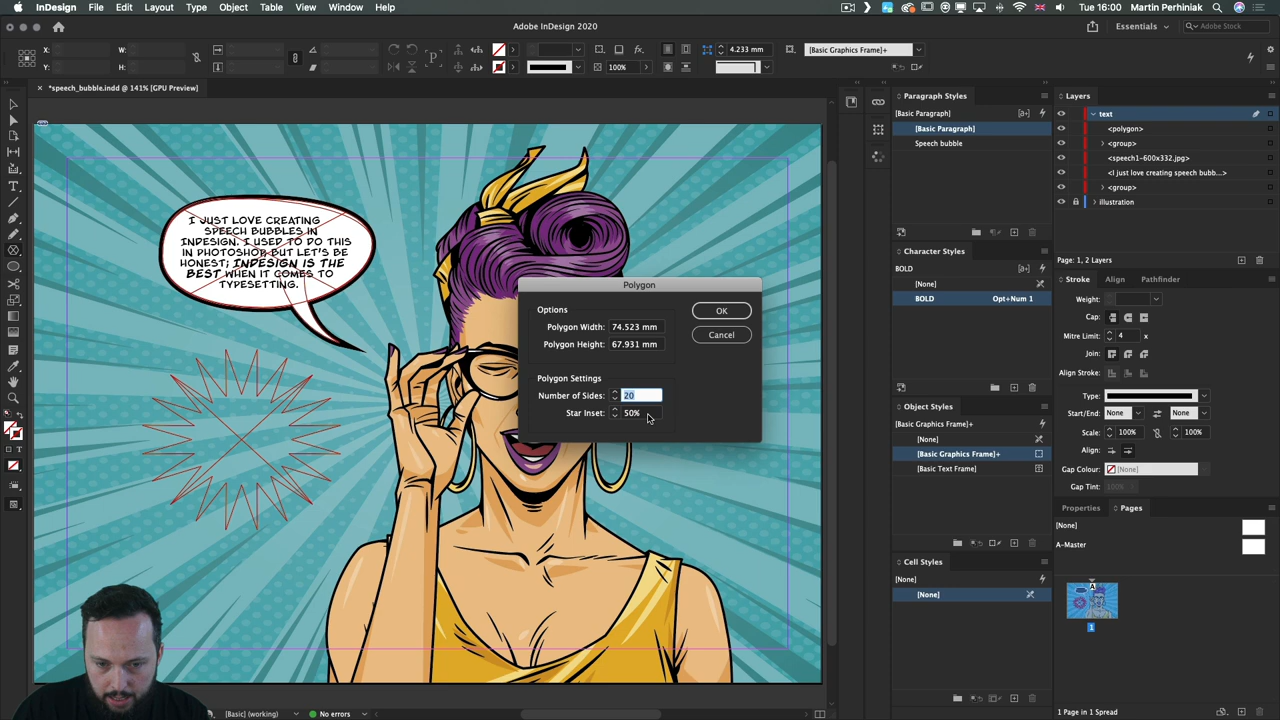 InDesign File Edit Layout Type Object Table View Window Help
Tue 16:00 Martin Perhiniak
Adobe InDesign 2020
Essentials
Adobe Stock
X: W: 4.233 mm [Basic Graphics Frame]+
Y: H: 100%
*speech_bubble.indd @ 141% [GPU Preview]
I JUST LOVE CREATING
SPEECH BUBBLES IN
INDESIGN. I USED TO DO THIS
IN PHOTOSHOP BUT LET'S BE
HONEST; INDESIGN IS THE
BEST WHEN IT COMES TO
TYPESETTING.
Polygon
Options
Polygon Width: 74.523 mm
Polygon Height: 67.931 mm
Polygon Settings
Number of Sides: 20
Star Inset: 50%
OK
Cancel
Paragraph Styles
[Basic Paragraph]
[Basic Paragraph]
Speech bubble
Character Styles
BOLD
[None]
BOLD Opt+Num 1
Object Styles
[Basic Graphics Frame]+
[None]
[Basic Graphics Frame]+
[Basic Text Frame]
Cell Styles
[None]
[None]
Layers
text
<polygon>
<group>
<speech1-600x332.jpg>
<I just love creating speech bubb...>
<group>
illustration
Page: 1, 2 Layers
Stroke Align Pathfinder
Weight:
Cap:
Mitre Limit: 4 x
Join:
Align Stroke:
Type:
Start/End: None None
Scale: 100% 100%
Align:
Gap Colour: [None]
Gap Tint: 100%
Properties Pages
[None]
A-Master
A
1
1 Page in 1 Spread
[Basic] (working) No errors